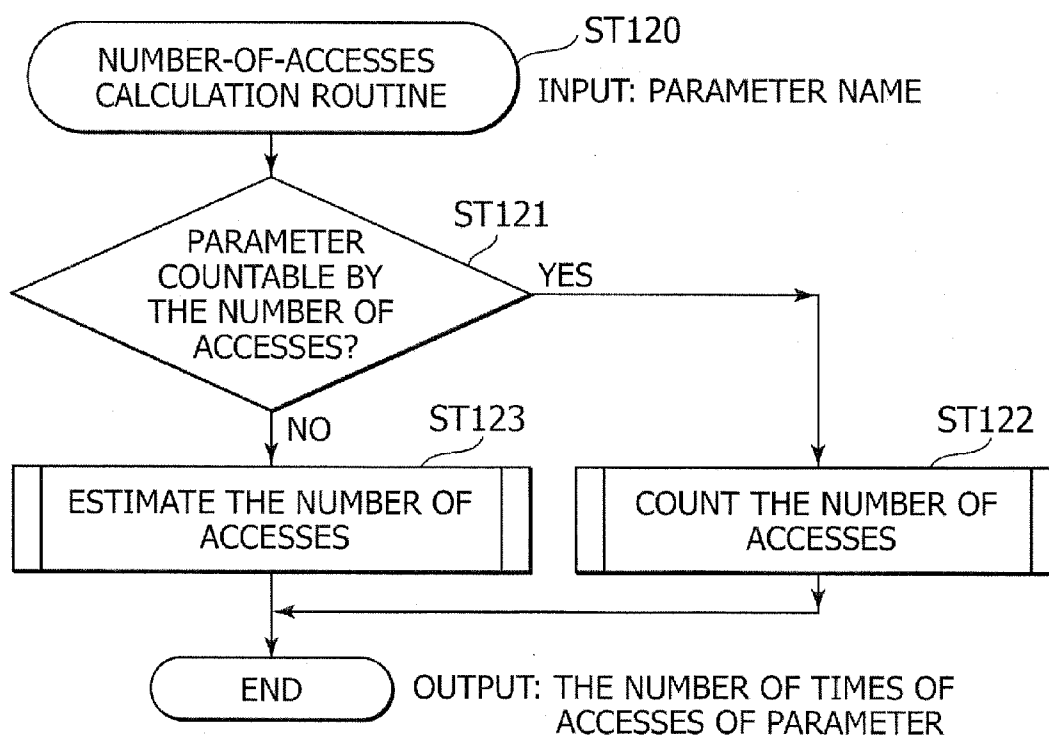 ST120
NUMBER-OF-ACCESSES
CALCULATION ROUTINE
INPUT: PARAMETER NAME
ST121
PARAMETER
COUNTABLE BY
THE NUMBER OF
ACCESSES?
YES
NO
ST123
ST122
ESTIMATE THE NUMBER OF
ACCESSES
COUNT THE NUMBER OF
ACCESSES
END
OUTPUT: THE NUMBER OF TIMES OF
ACCESSES OF PARAMETER